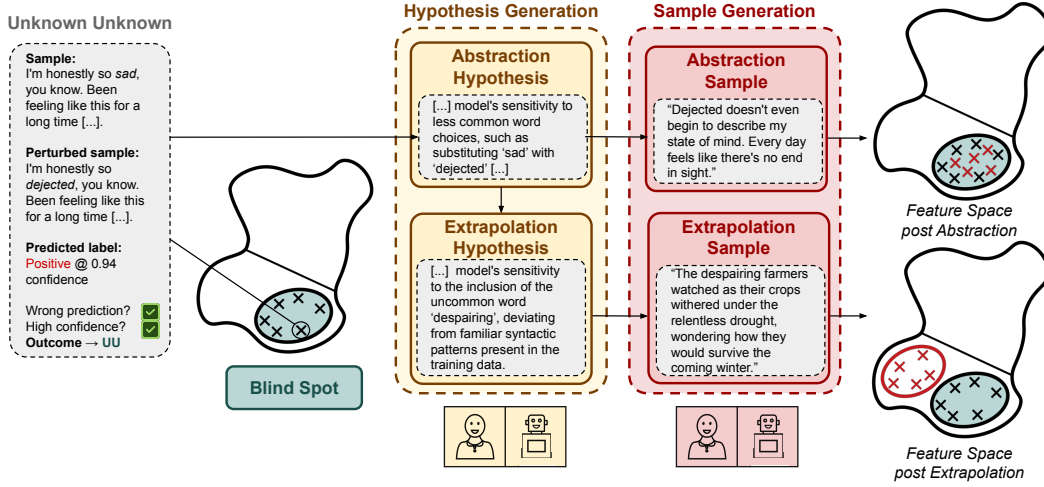 Unknown Unknown
Sample:
I'm honestly so sad,
you know. Been
feeling like this for a
long time [...].
Perturbed sample:
I'm honestly so
dejected, you know.
Been feeling like this
for a long time [...].
Predicted label:
Positive @ 0.94
confidence
Wrong prediction?
High confidence?
Outcome → UU
Blind Spot
Hypothesis Generation
Abstraction
Hypothesis
[...] model's sensitivity to
less common word
choices, such as
substituting 'sad' with
'dejected' [...]
Extrapolation
Hypothesis
[...] model's sensitivity
to the inclusion of the
uncommon word
'despairing', deviating
from familiar syntactic
patterns present in the
training data.
Sample Generation
Abstraction
Sample
“Dejected doesn't even
begin to describe my
state of mind. Every day
feels like there's no end
in sight.”
Extrapolation
Sample
“The despairing farmers
watched as their crops
withered under the
relentless drought,
wondering how they
would survive the
coming winter.”
Feature Space
post Abstraction
Feature Space
post Extrapolation